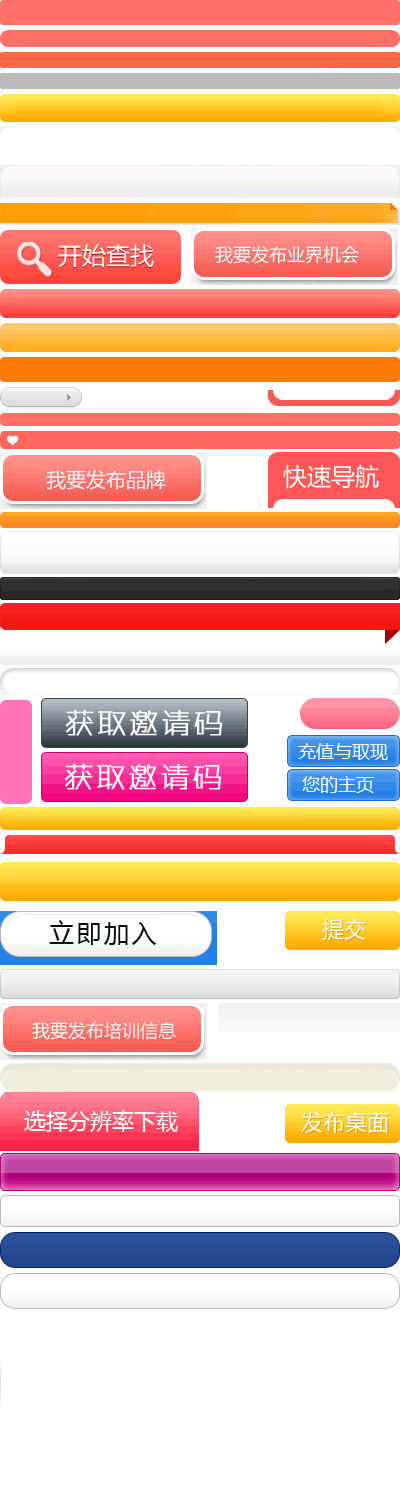 开始查找
我要发布业界机会
我要发布品牌
快速导航
获取邀请码
充值与取现
获取邀请码
您的主页
立即加入
提交
我要发布培训信息
选择分辨率下载
发布桌面